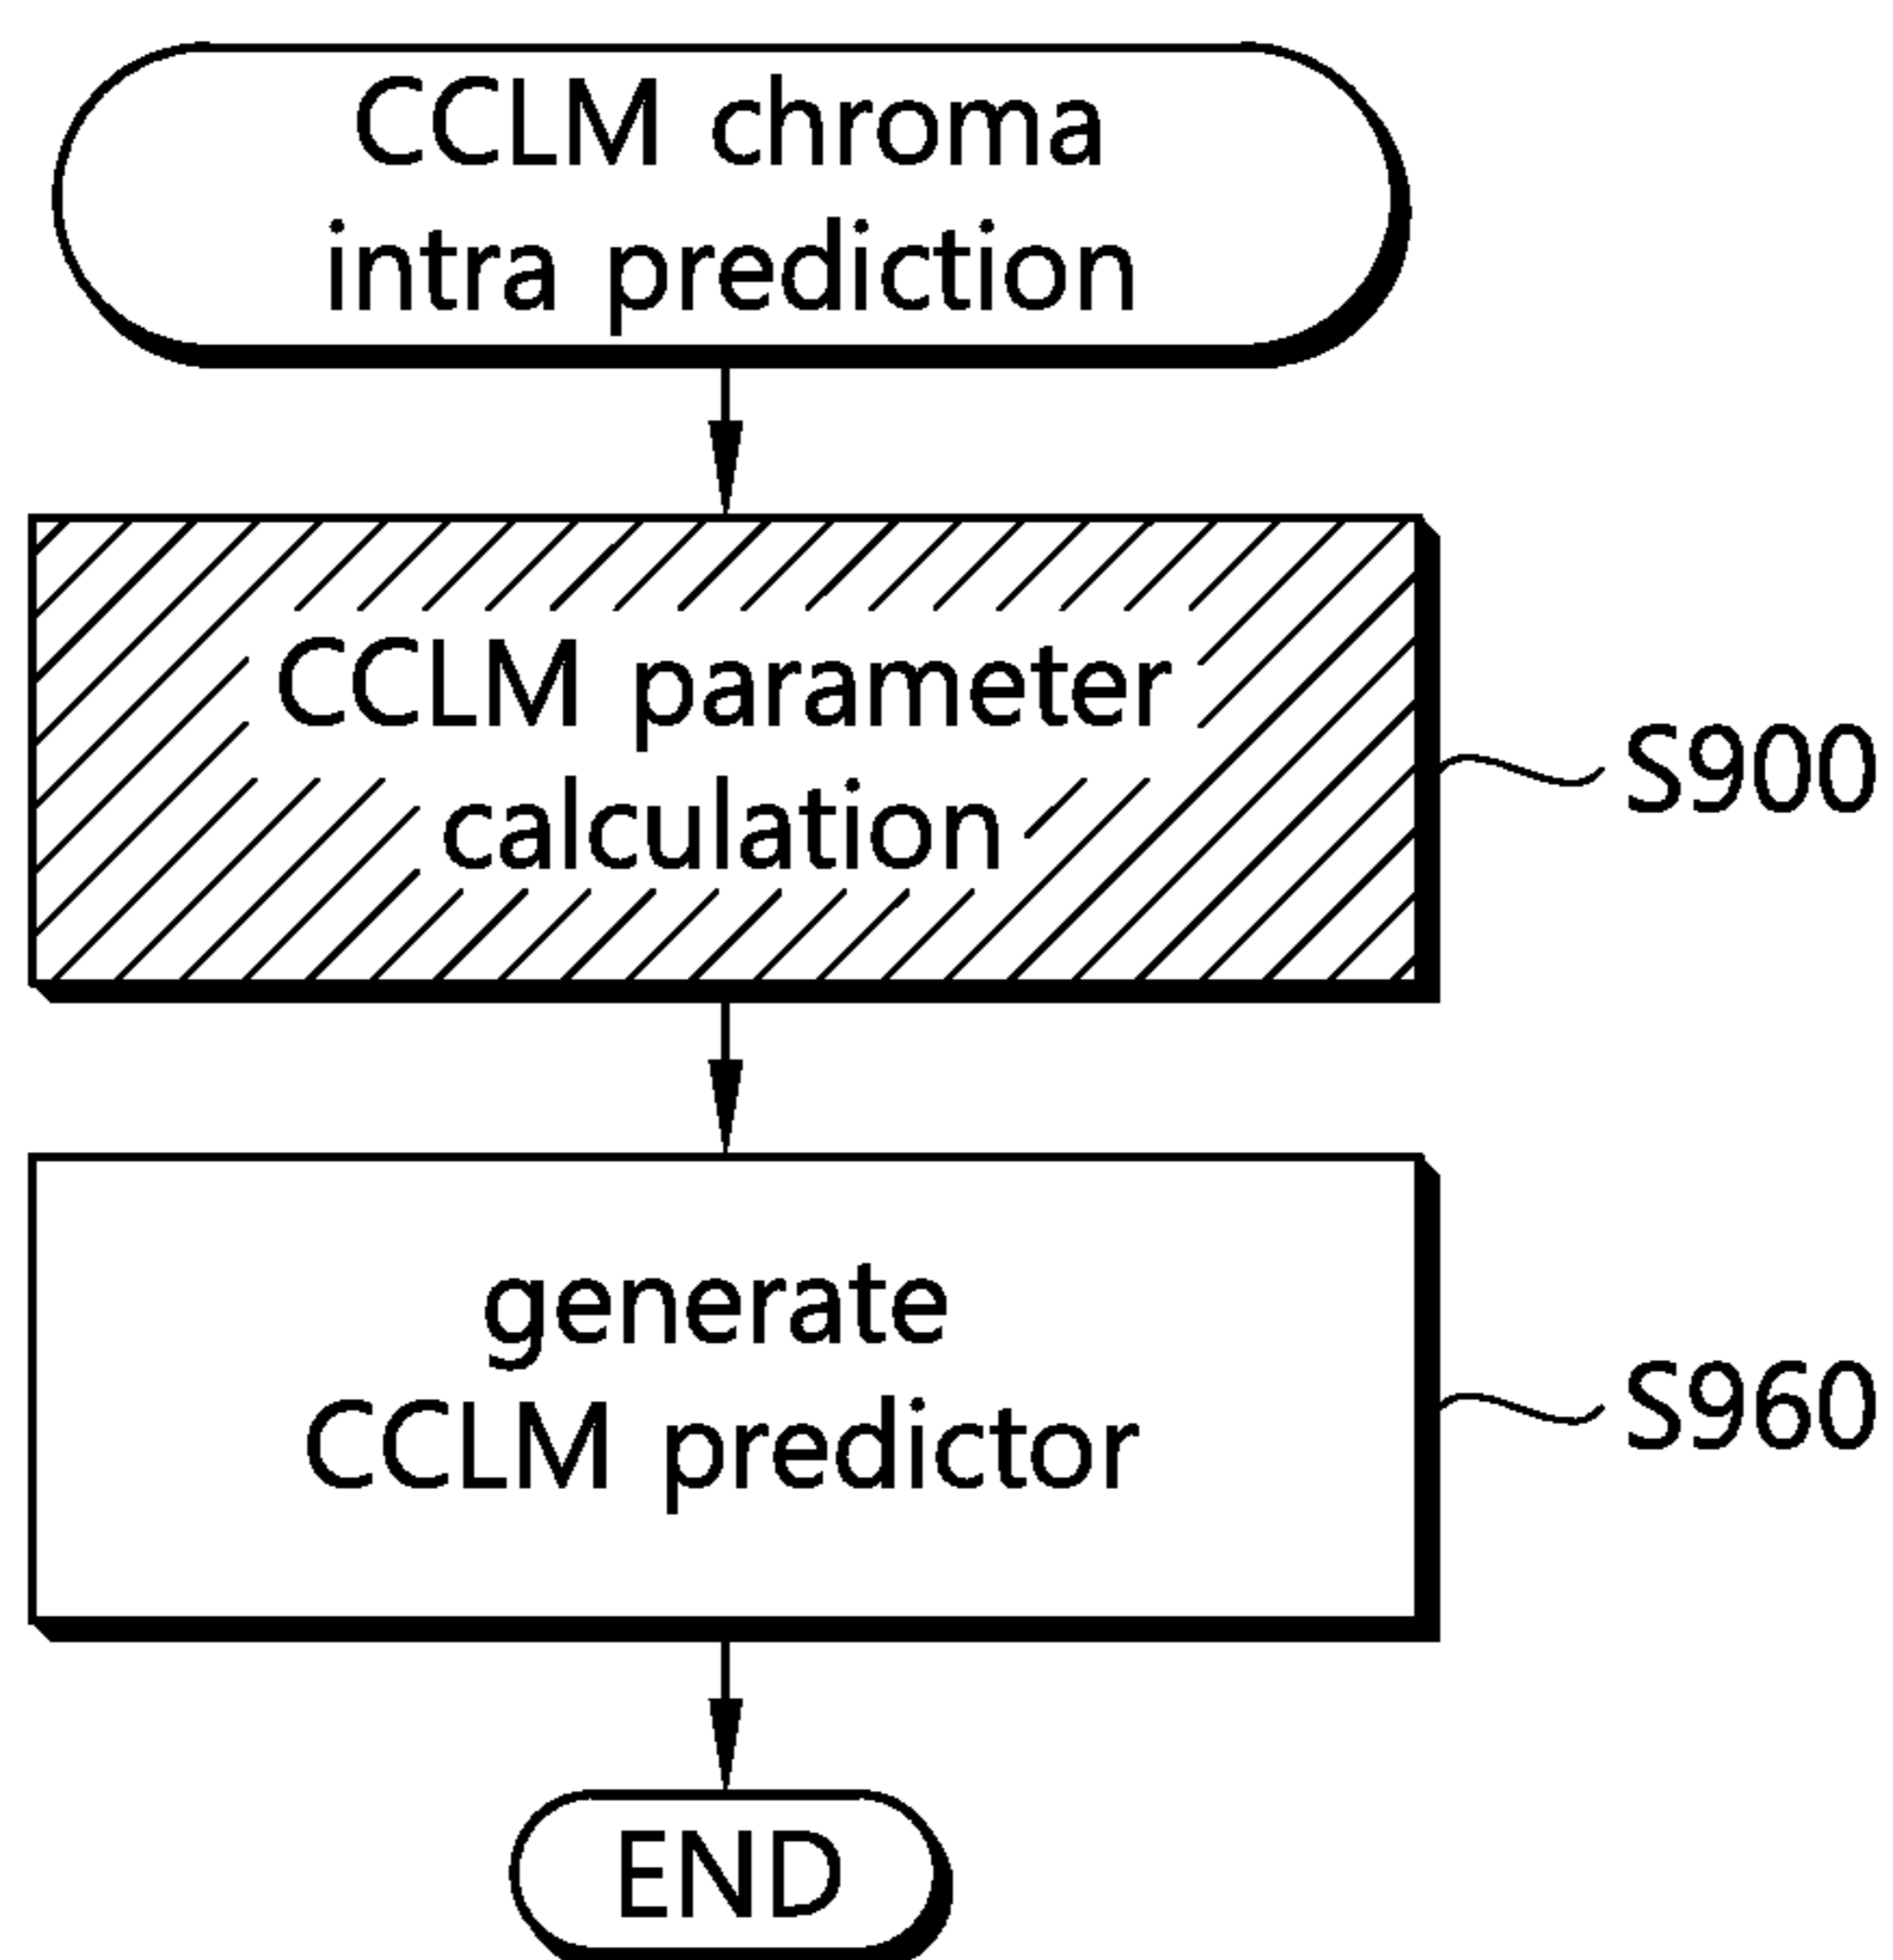 CCLM chroma
intra prediction
CCLM parameter
calculation
S900
generate
CCLM predictor
S960
END